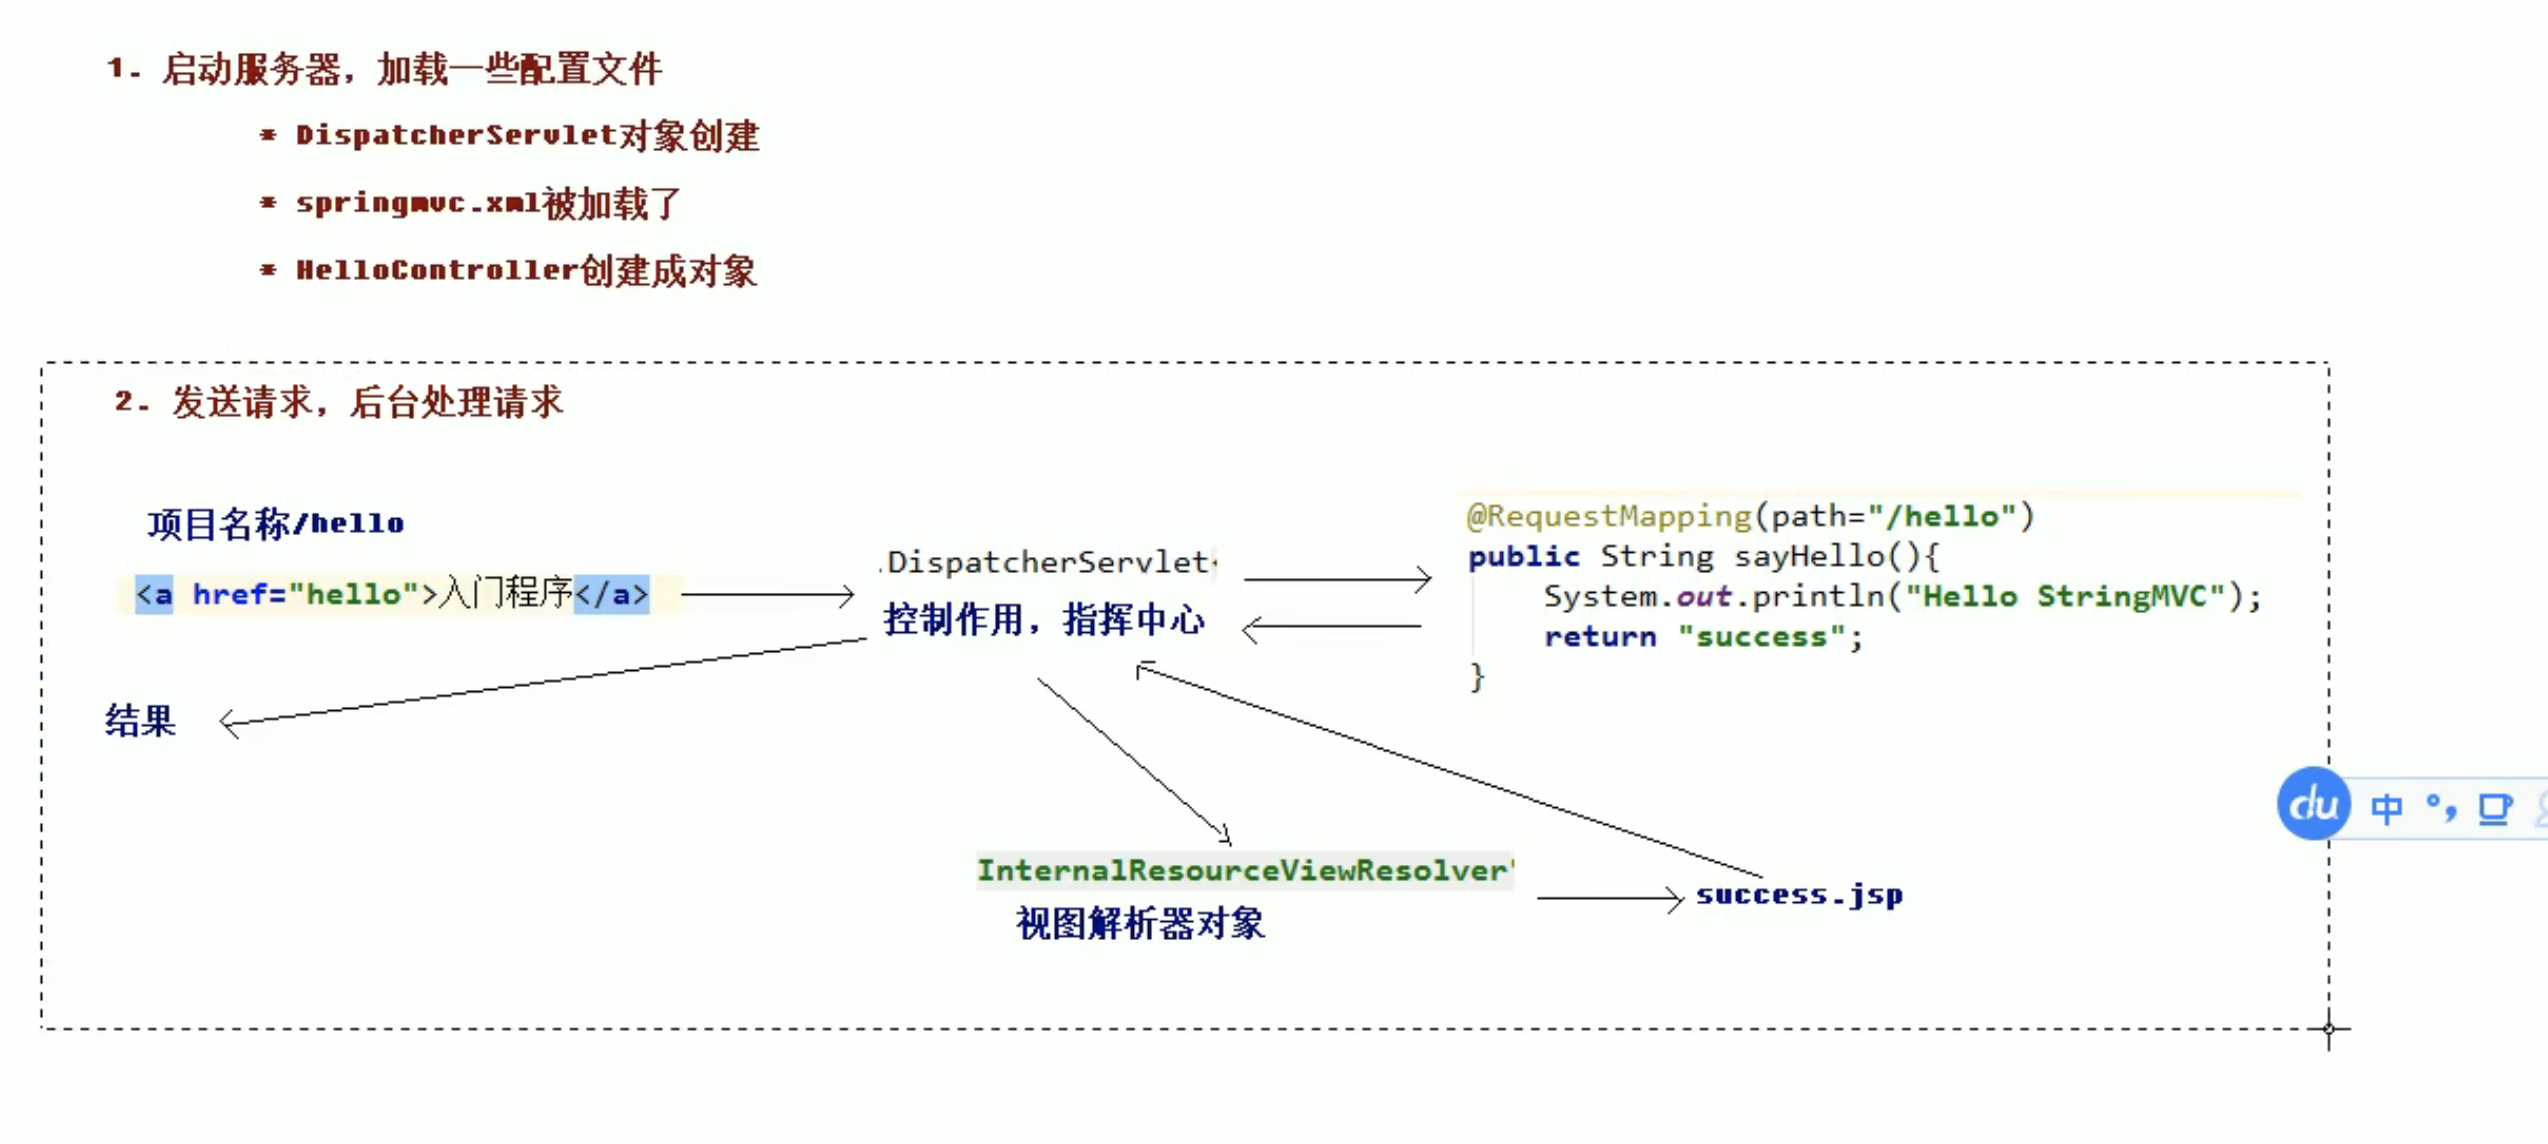 1. 启动服务器，加载一些配置文件
* DispatcherServlet对象创建
* springmvc.xml被加载了
* HelloController创建成对象
2. 发送请求，后台处理请求
项目名称/hello
<a href="hello">入门程序</a>
结果
.DispatcherServlet
控制作用，指挥中心
@RequestMapping(path="/hello")
public String sayHello(){
System.out.println("Hello StringMVC");
return "success";
}
InternalResourceViewResolver"
视图解析器对象
success.jsp
du 中 °，